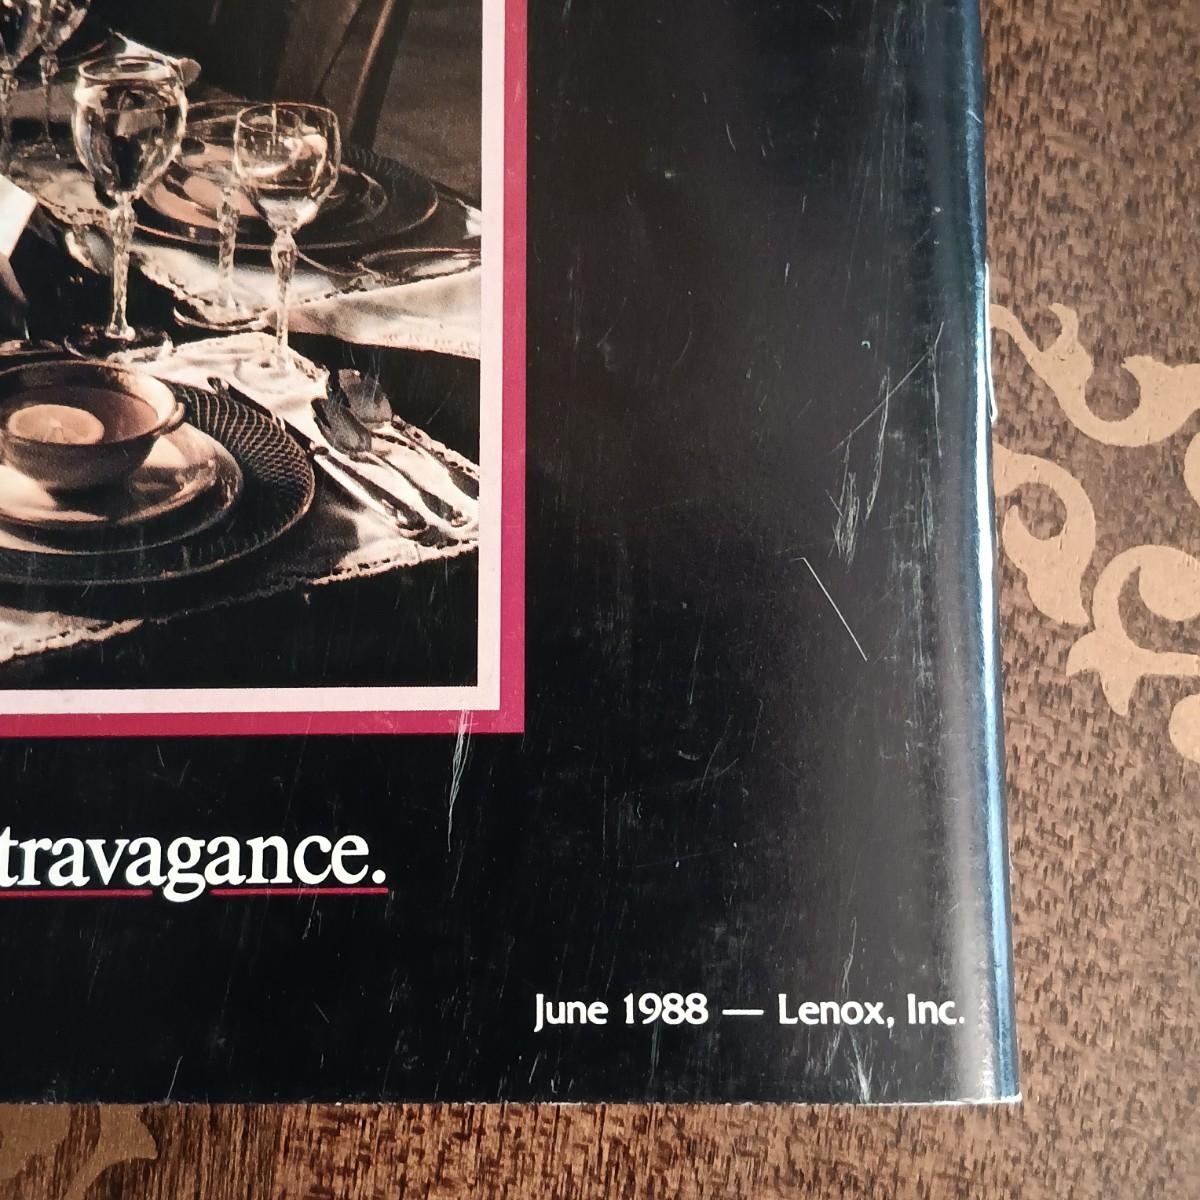 travagance.
June 1988 — Lenox, Inc.